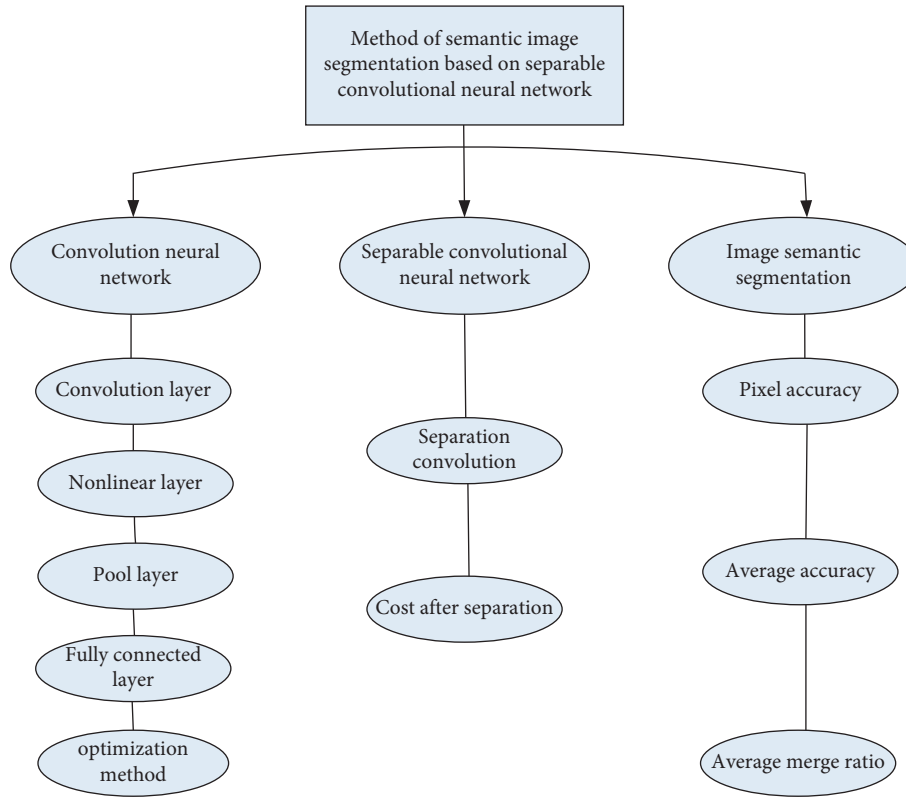 Method of semantic image
segmentation based on separable
convolutional neural network
Convolution neural
network
Separable convolutional
neural network
Image semantic
segmentation
Convolution layer
Nonlinear layer
Pool layer
Fully connected
layer
optimization
method
Separation
convolution
Cost after separation
Pixel accuracy
Average accuracy
Average merge ratio